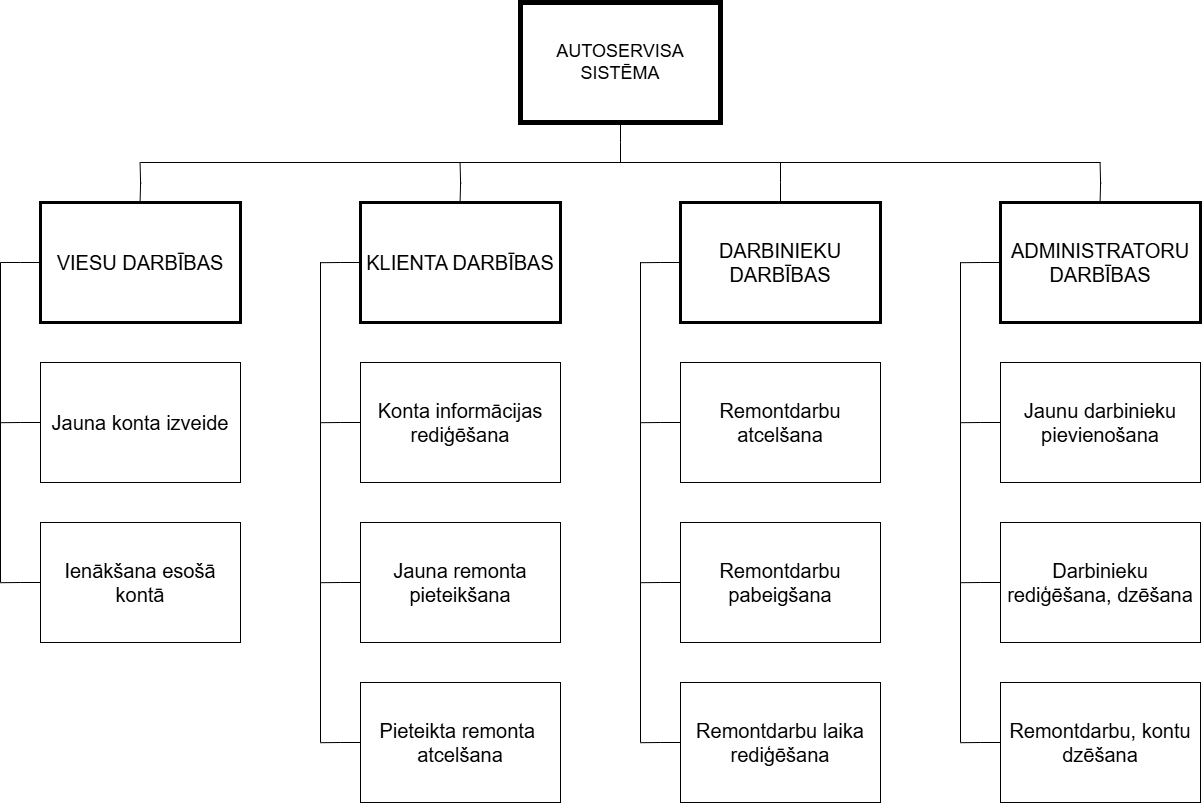 AUTOSERVISA
SISTĒMA
VIESU DARBĪBAS
KLIENTA DARBĪBAS
DARBINIEKU
DARBĪBAS
ADMINISTRATORU
DARBĪBAS
Jauna konta izveide
Konta informācijas
rediģēšana
Remontdarbu
atcelšana
Jaunu darbinieku
pievienošana
Ienākšana esošā
kontā
Jauna remonta
pieteikšana
Remontdarbu
pabeigšana
Darbinieku
rediģēšana, dzēšana
Pieteikta remonta
atcelšana
Remontdarbu laika
rediģēšana
Remontdarbu, kontu
dzēšana